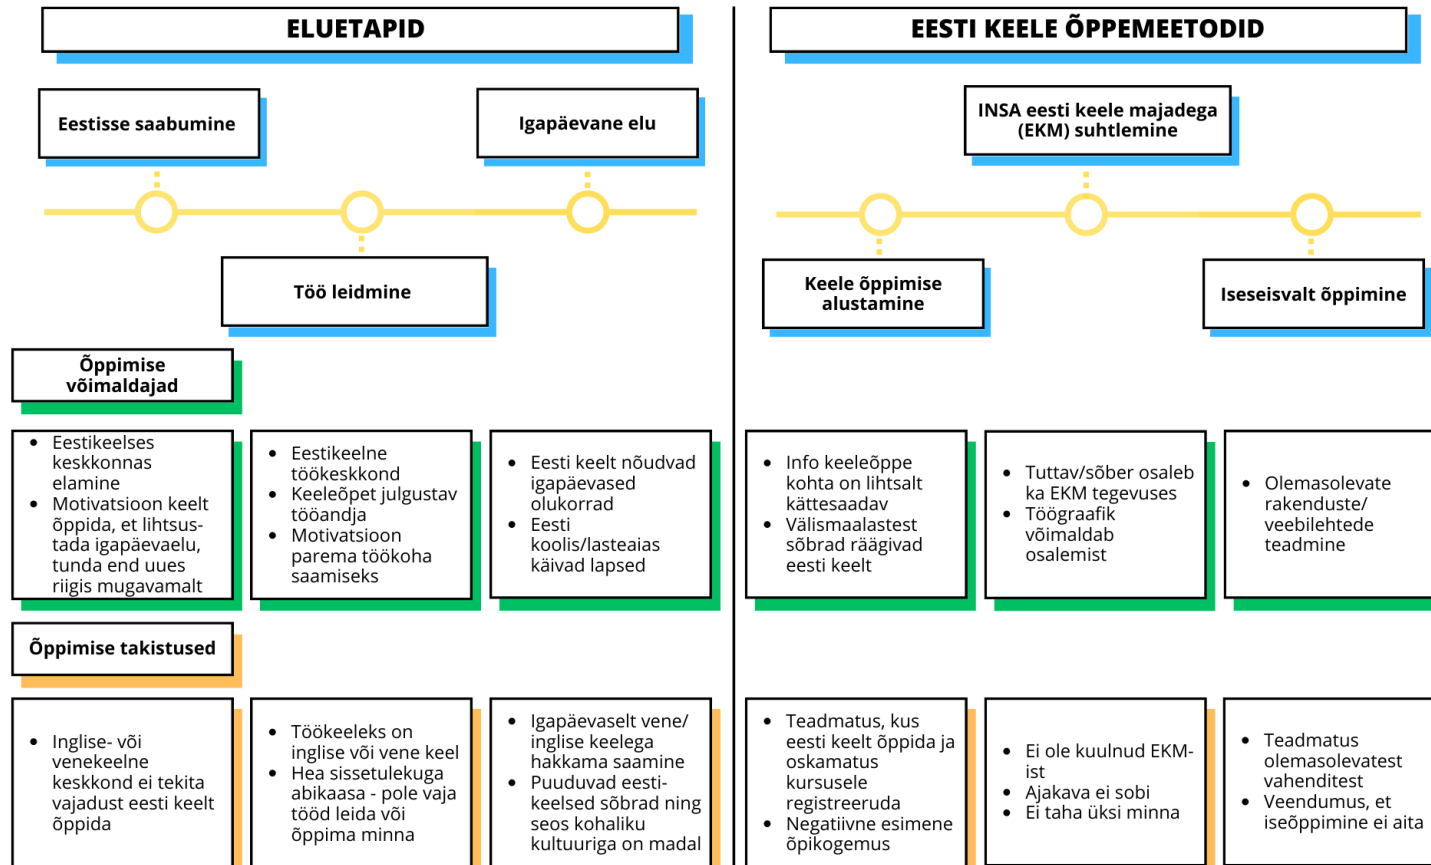 ELUETAPID
Eestisse saabumine
Igapäevane elu
Töö leidmine
EESTI KEELE ÕPPEMEETODID
INSA eesti keele majadega
(EKM) suhtlemine
Keele õppimise
alustamine
Iseseisvalt õppimine
Õppimise
võimaldajad
• Eestikeelses
keskkonnas
elamine
• Motivatsioon keelt
õppida, et lihtsus-
tada igapäevaelu,
tunda end uues
riigis mugavamalt
• Eestikeelne
töökeskkond
• Keeleõpet julgustav
tööandja
• Motivatsioon
parema töökoha
saamiseks
• Eesti keelt nõudvad
igapäevased
olukorrad
• Eesti
koolis/lasteaias
käivad lapsed
• Info keeleõppe
kohta on lihtsalt
kättesaadav
• Välismaalastest
sõbrad räägivad
eesti keelt
• Tuttav/sõber osaleb
ka EKM tegevuses
• Töögraafik
võimaldab
osalemist
• Olemasolevate
rakenduste/
veebilehtede
teadmine
Õppimise takistused
• Inglise- või
venekeelne
keskkond ei tekita
vajadust eesti keelt
õppida
• Töökeeleks on
inglise või vene keel
• Hea sissetulekuga
abikaasa - pole vaja
tööd leida või
õppima minna
• Igapäevaselt vene/
inglise keelega
hakkama saamine
• Puuduvad eesti-
keelsed sõbrad ning
seos kohaliku
kultuuriga on madal
• Teadmatus, kus
eesti keelt õppida ja
oskamatus
kursusele
registreeruda
• Negatiivne esimene
õpikogemus
• Ei ole kuulnud EKM-
ist
• Ajakava ei sobi
• Ei taha üksi minna
• Teadmatus
olemasolevatest
vahenditest
• Veendumus, et
iseõppimine ei aita